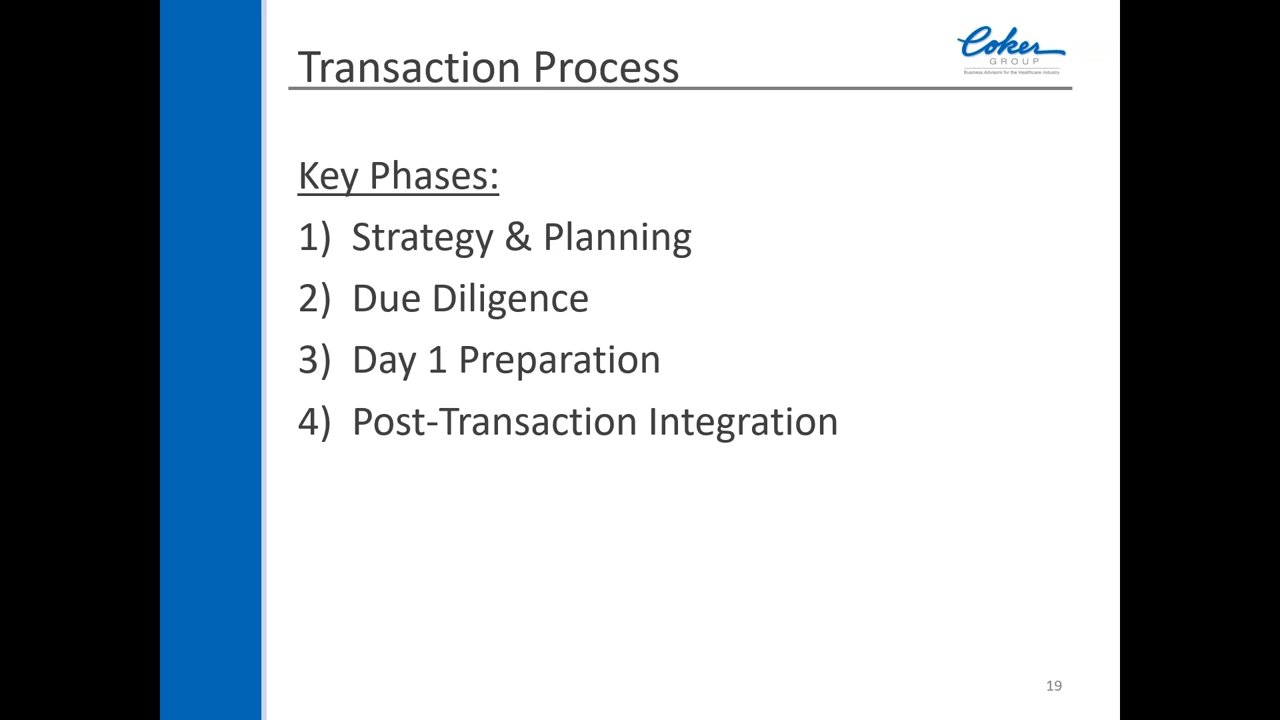 Transaction Process
Coker
GROUP
Business Advisors for the Healthcare Industry
Key Phases:
1) Strategy & Planning
2) Due Diligence
3) Day 1 Preparation
4) Post-Transaction Integration
19